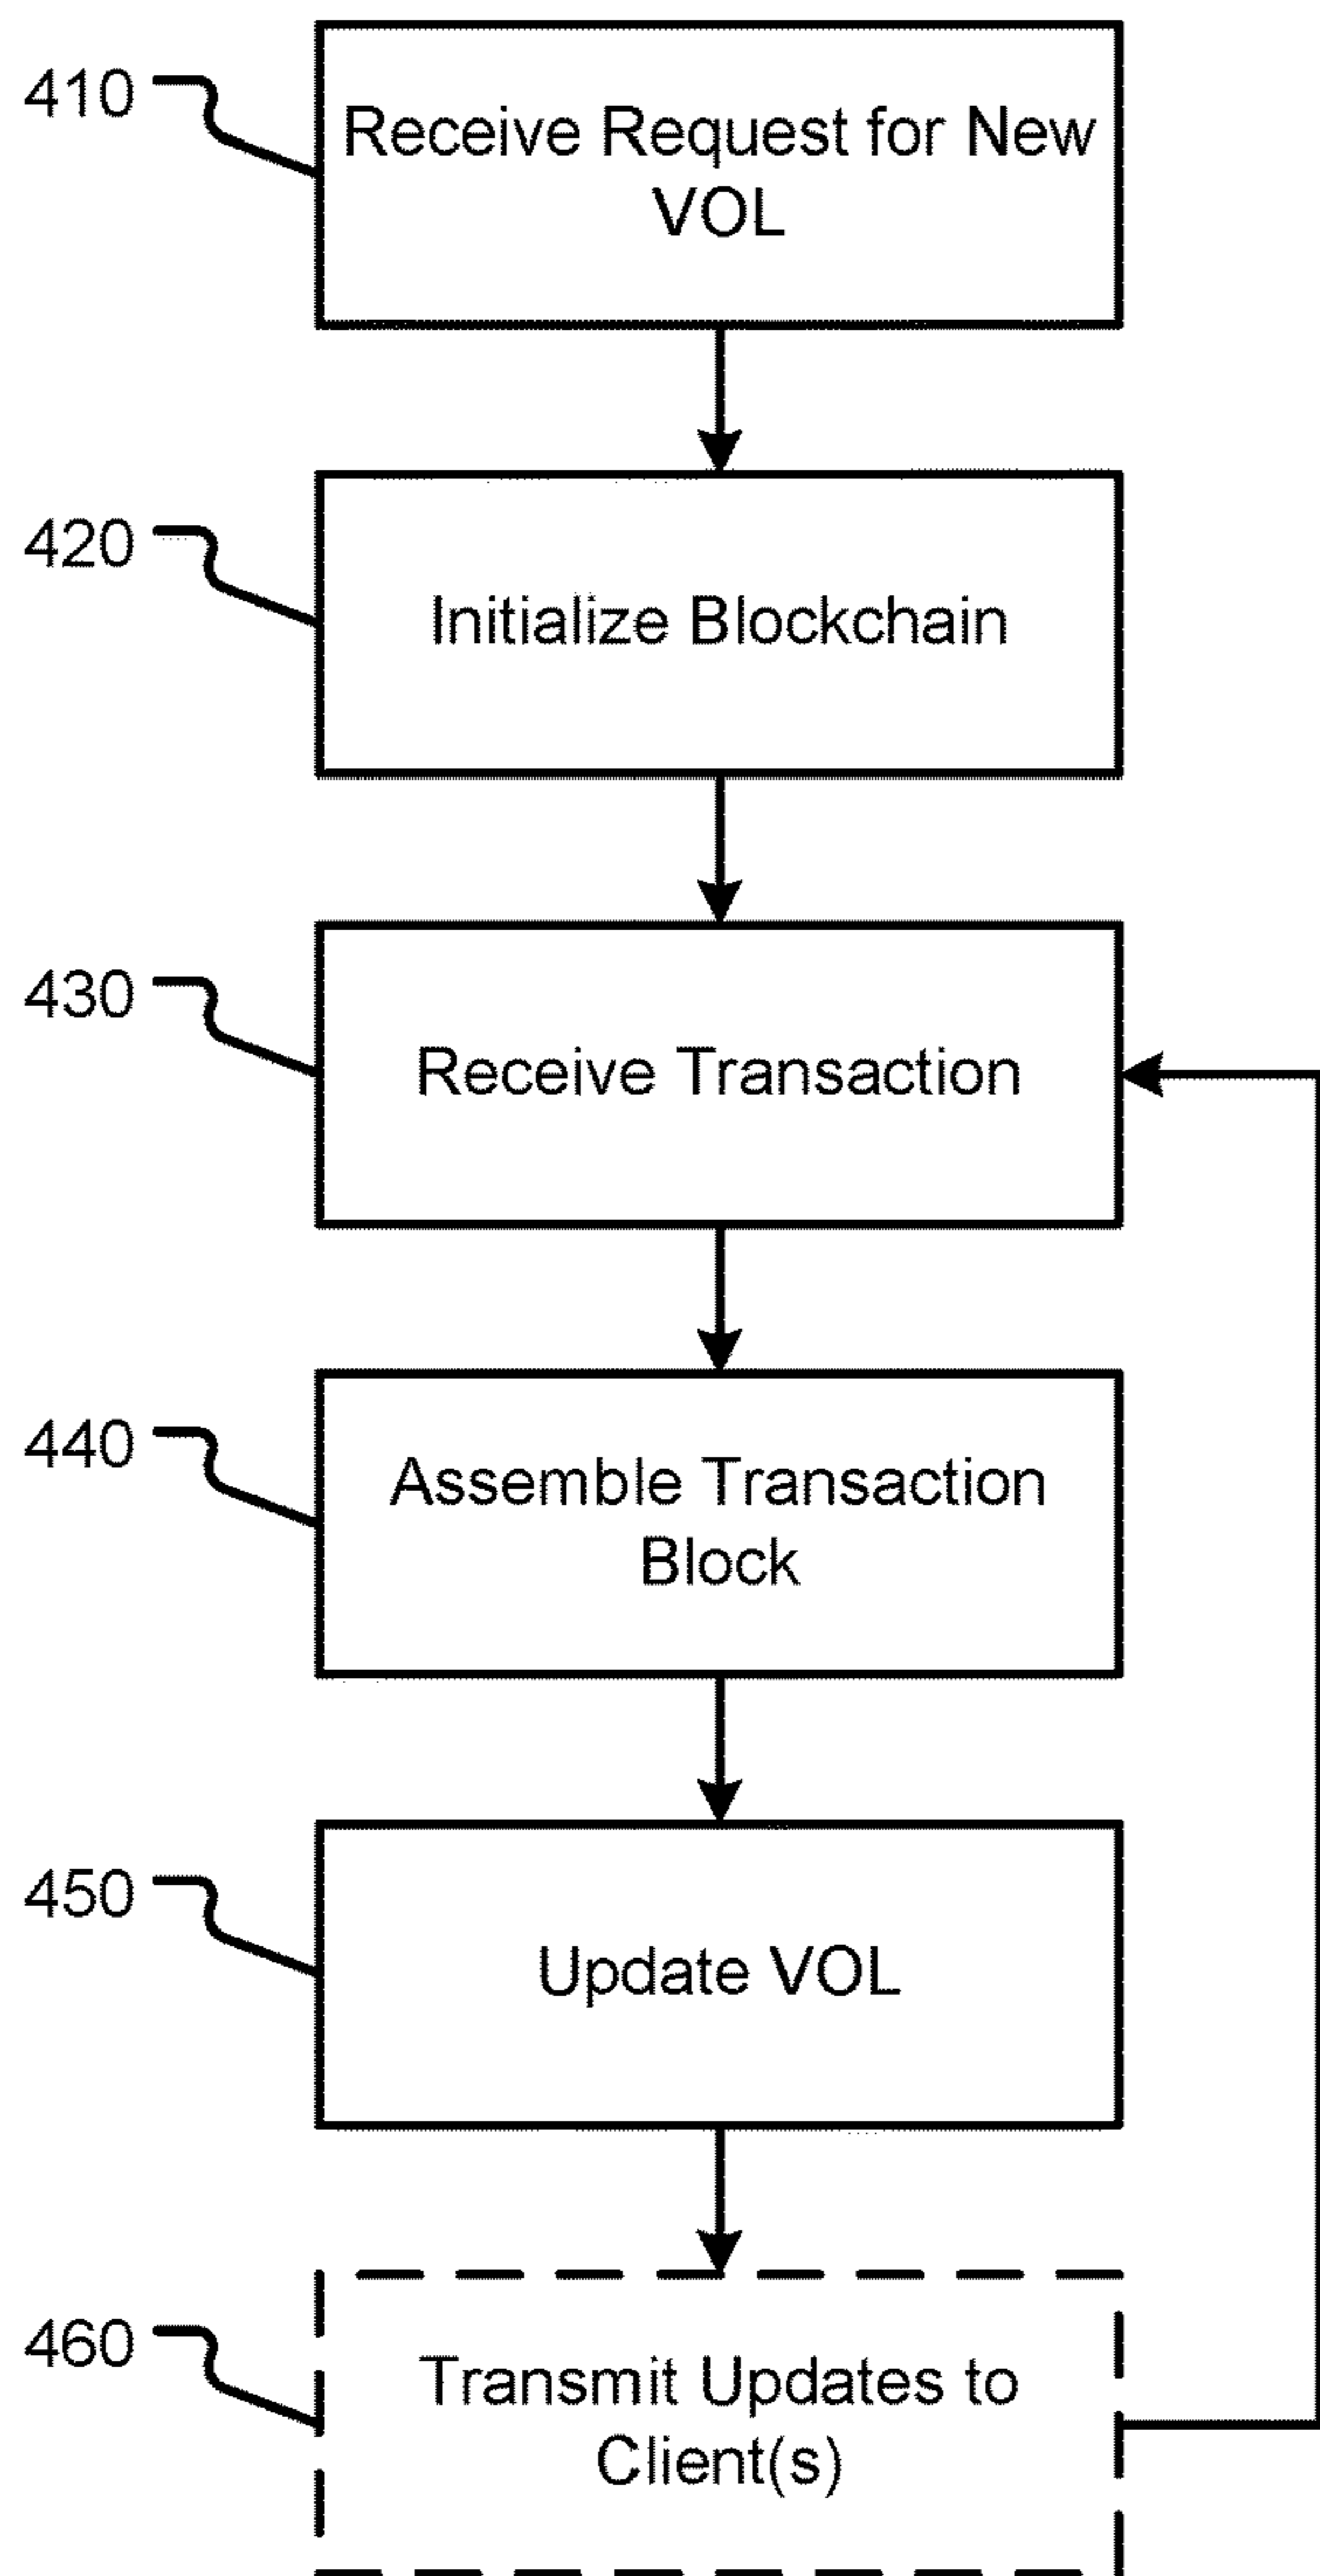 410
Receive Request for New
VOL
420
Initialize Blockchain
430
Receive Transaction
440
Assemble Transaction
Block
450
Update VOL
460
Transmit Updates to
Client(s)